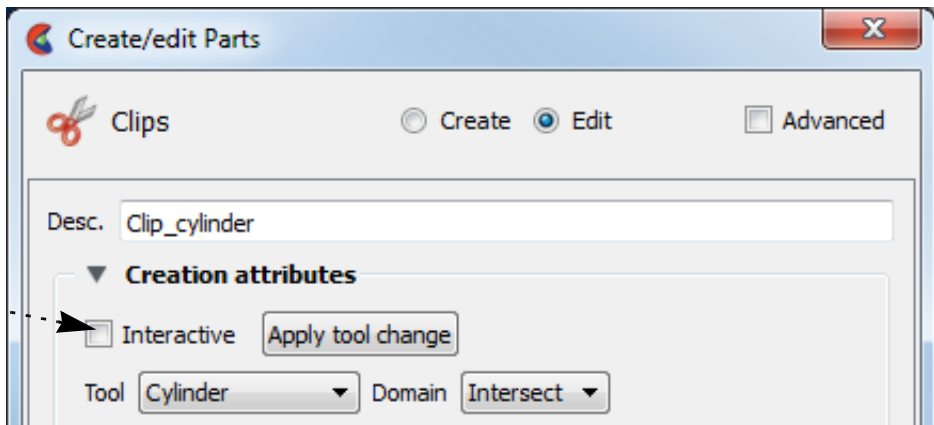 Create/edit Parts
Clips Create Edit Advanced
Desc. Clip_cylinder
Creation attributes
Interactive Apply tool change
Tool Cylinder Domain Intersect